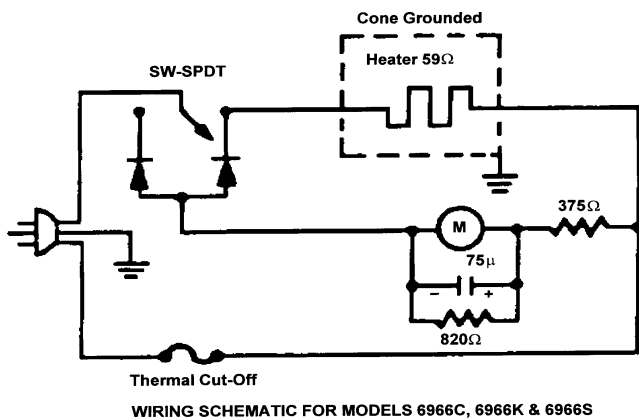 Cone Grounded
Heater 59Ω
SW-SPDT
375Ω
M
75μ
− +
820Ω
Thermal Cut-Off
WIRING SCHEMATIC FOR MODELS 6966C, 6966K & 6966S